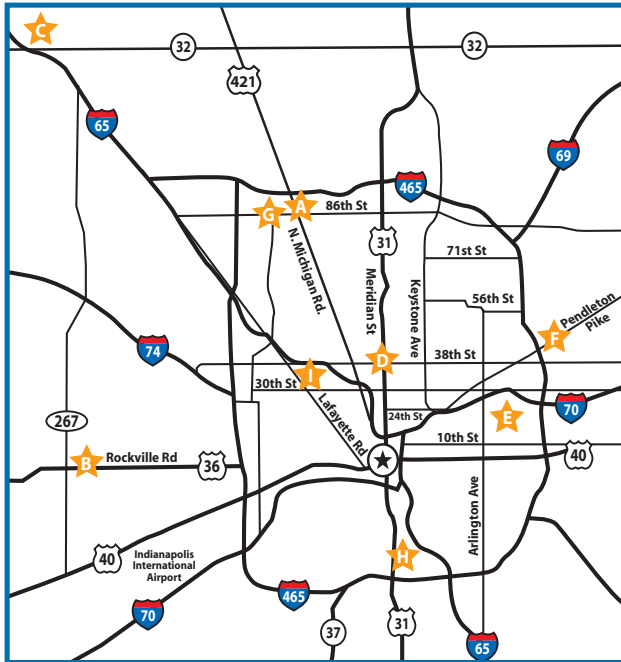 C
32
32
421
65
69
465
A
86th St
G
N. Michigan Rd.
31
71st St
Meridian St
Keystone Ave
56th St
Pendleton
Pike
F
74
D
38th St
I
30th St
Lafayette Rd
24th St
E
70
267
10th St
B
Rockville Rd
36
40
Arlington Ave
40
Indianapolis
International
Airport
H
465
70
37
31
65